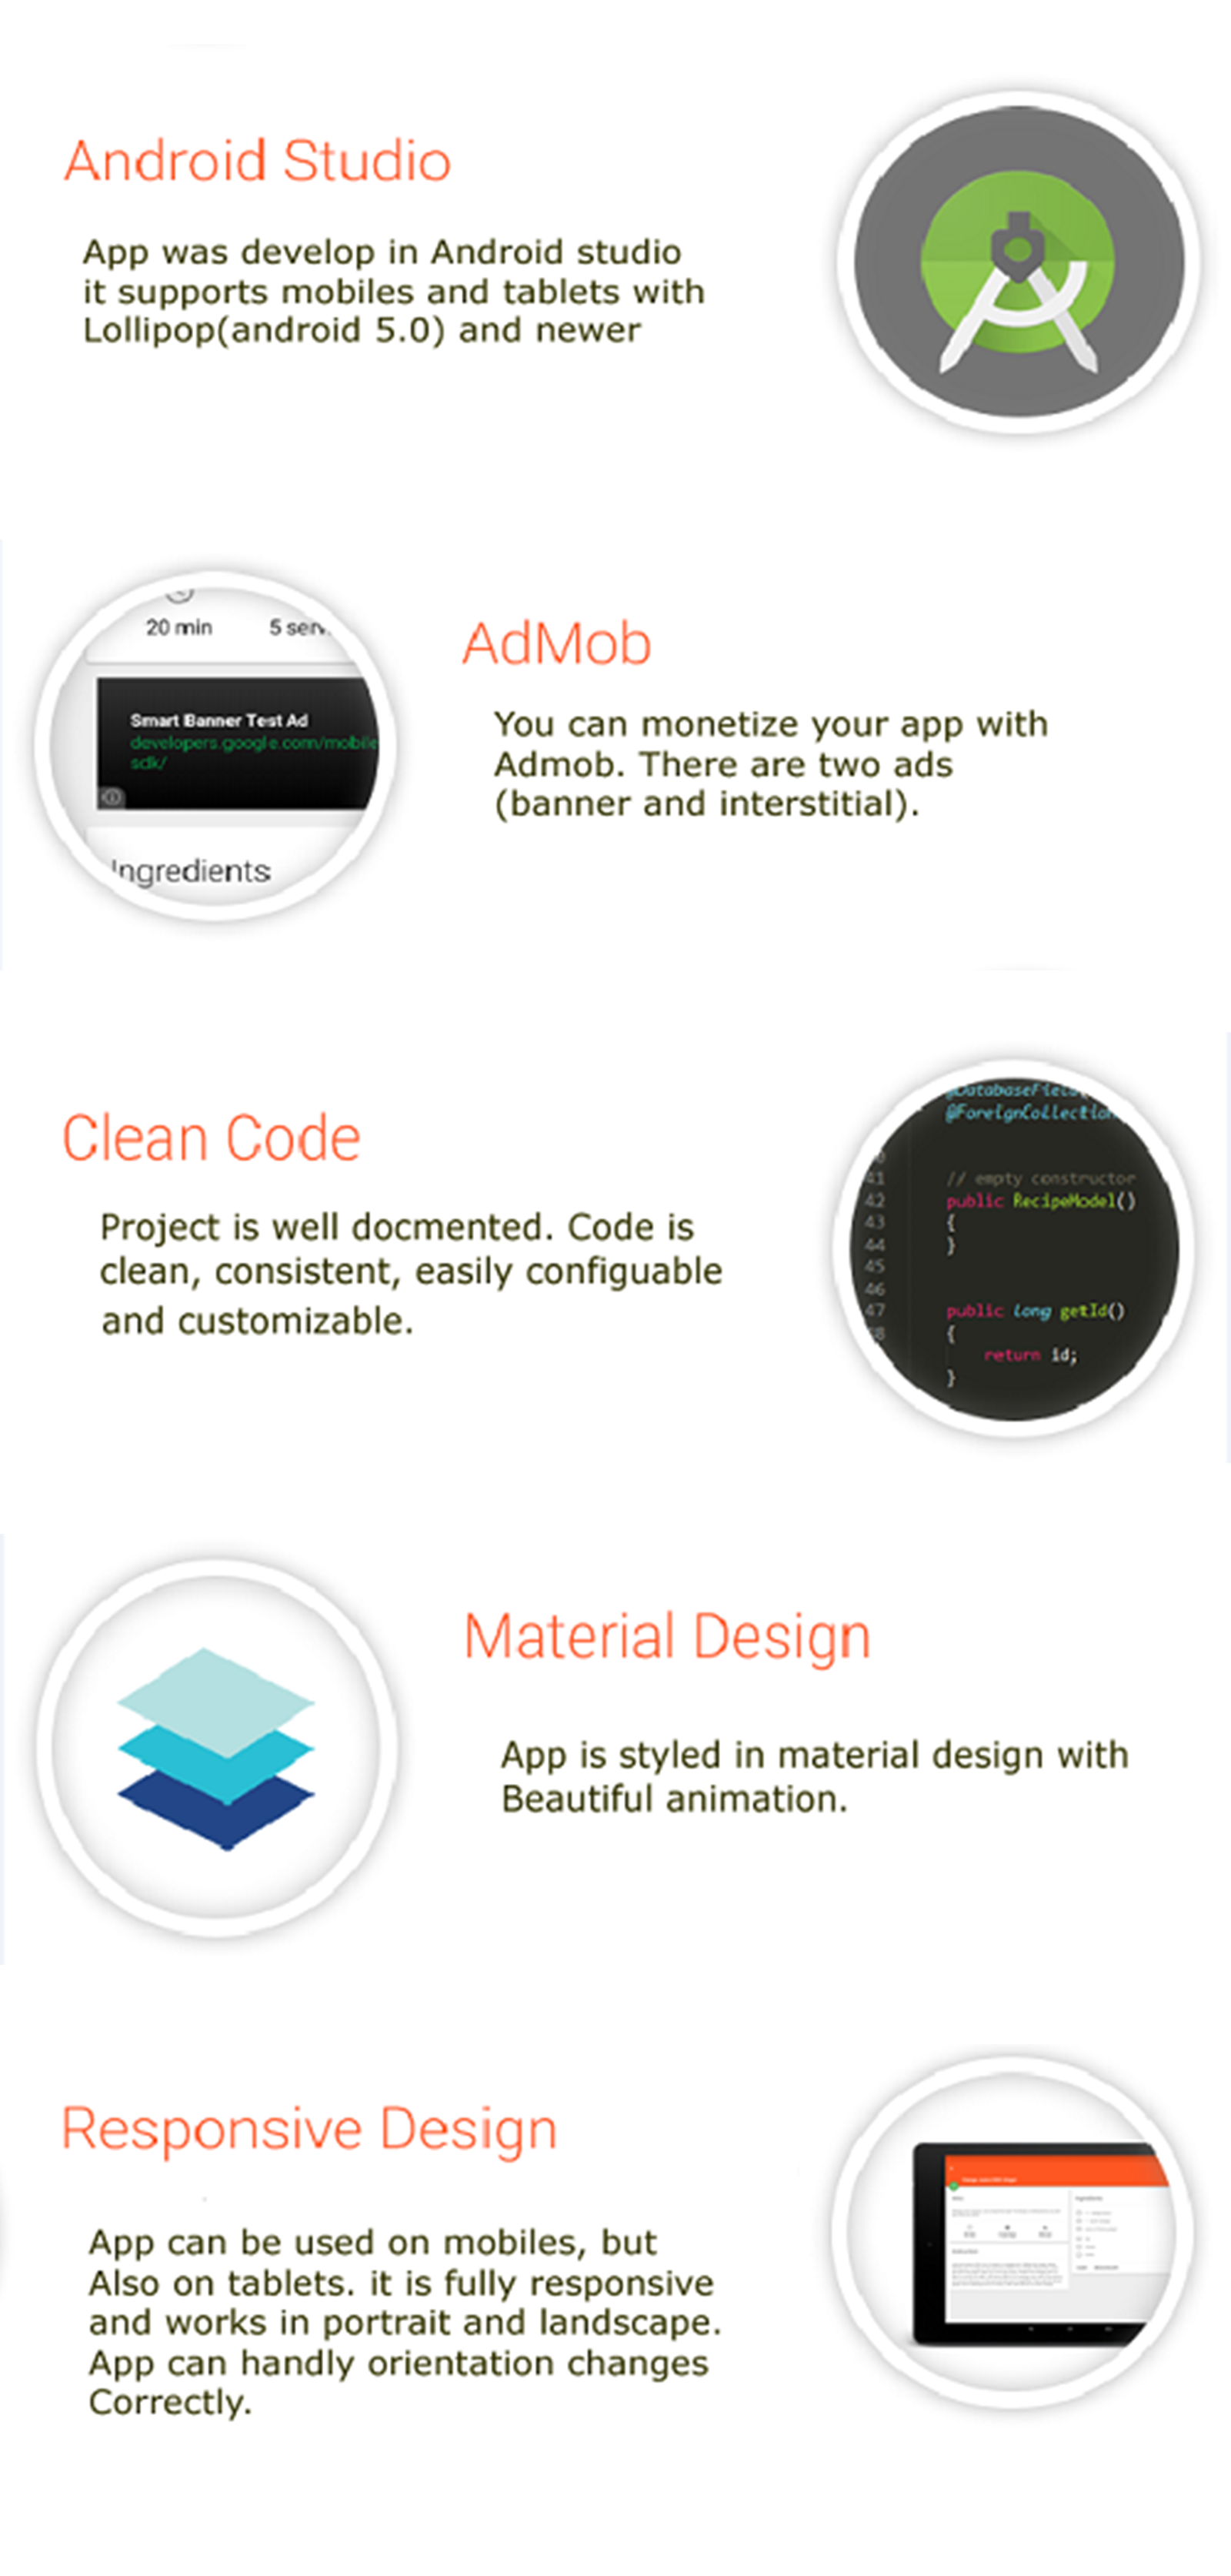 Android Studio
App was develop in Android studio
it supports mobiles and tablets with
Lollipop(android 5.0) and newer
20 min 5 serv
Smart Banner Test Ad
developers.google.com/mobile
sdk/
Ingredients
AdMob
You can monetize your app with
Admob. There are two ads
(banner and interstitial).
Clean Code
Project is well docmented. Code is
clean, consistent, easily configuable
and customizable.
@DatabaseField
@ForeignCollection
41 // empty constructor
42 public RecipeModel()
43 {
44 }
45
46
47 public long getId()
{
return id;
}
Material Design
App is styled in material design with
Beautiful animation.
Responsive Design
App can be used on mobiles, but
Also on tablets. it is fully responsive
and works in portrait and landscape.
App can handly orientation changes
Correctly.